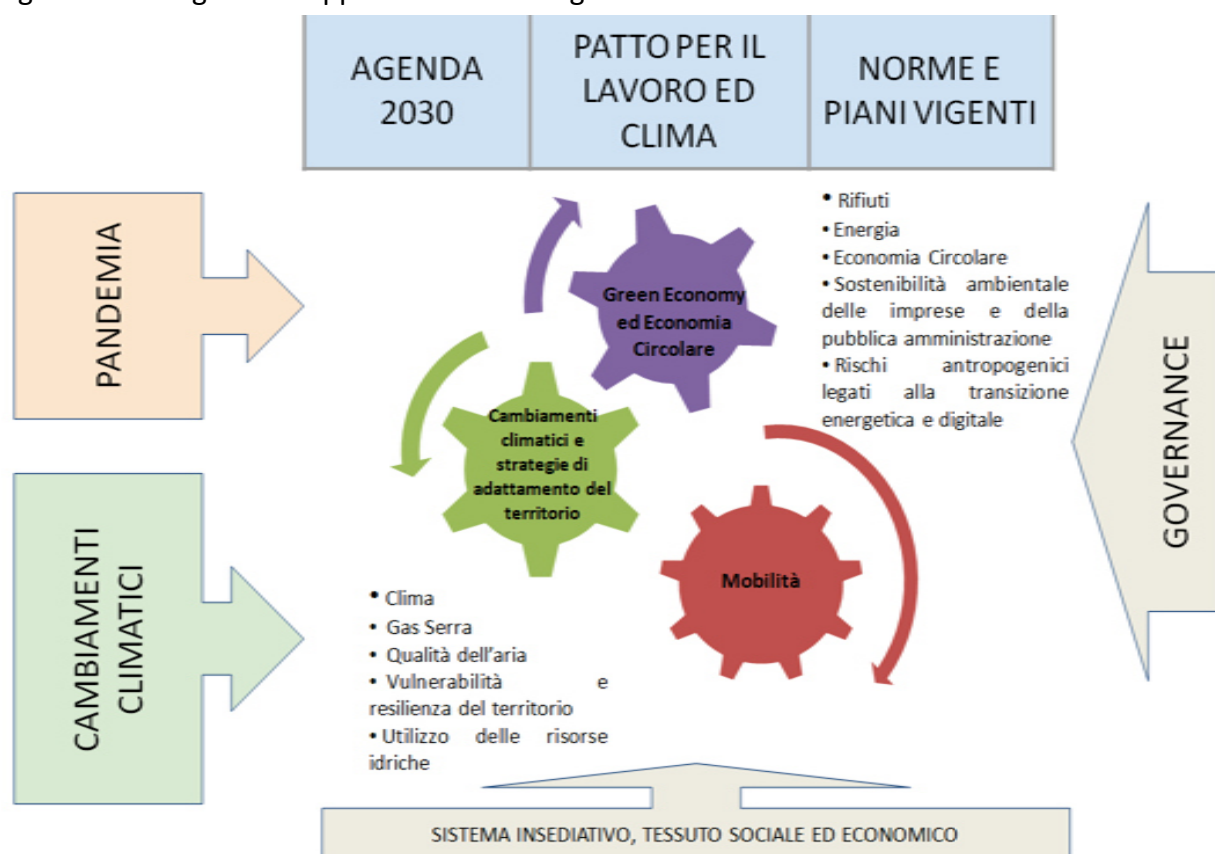 AGENDA
2030
PATTO PER IL
LAVORO ED
CLIMA
NORME E
PIANI VIGENTI
PANDEMIA
CAMBIAMENTI
CLIMATICI
Green Economy
ed Economia
Circolare
Cambiamenti
climatici e
strategie di
adattamento del
territorio
Mobilità
• Rifiuti
• Energia
• Economia Circolare
• Sostenibilità ambientale
delle imprese e della
pubblica amministrazione
• Rischi antropogenici
legati alla transizione
energetica e digitale
• Clima
• Gas Serra
• Qualità dell'aria
• Vulnerabilità e
resilienza del territorio
• Utilizzo delle risorse
idriche
GOVERNANCE
SISTEMA INSEDIATIVO, TESSUTO SOCIALE ED ECONOMICO